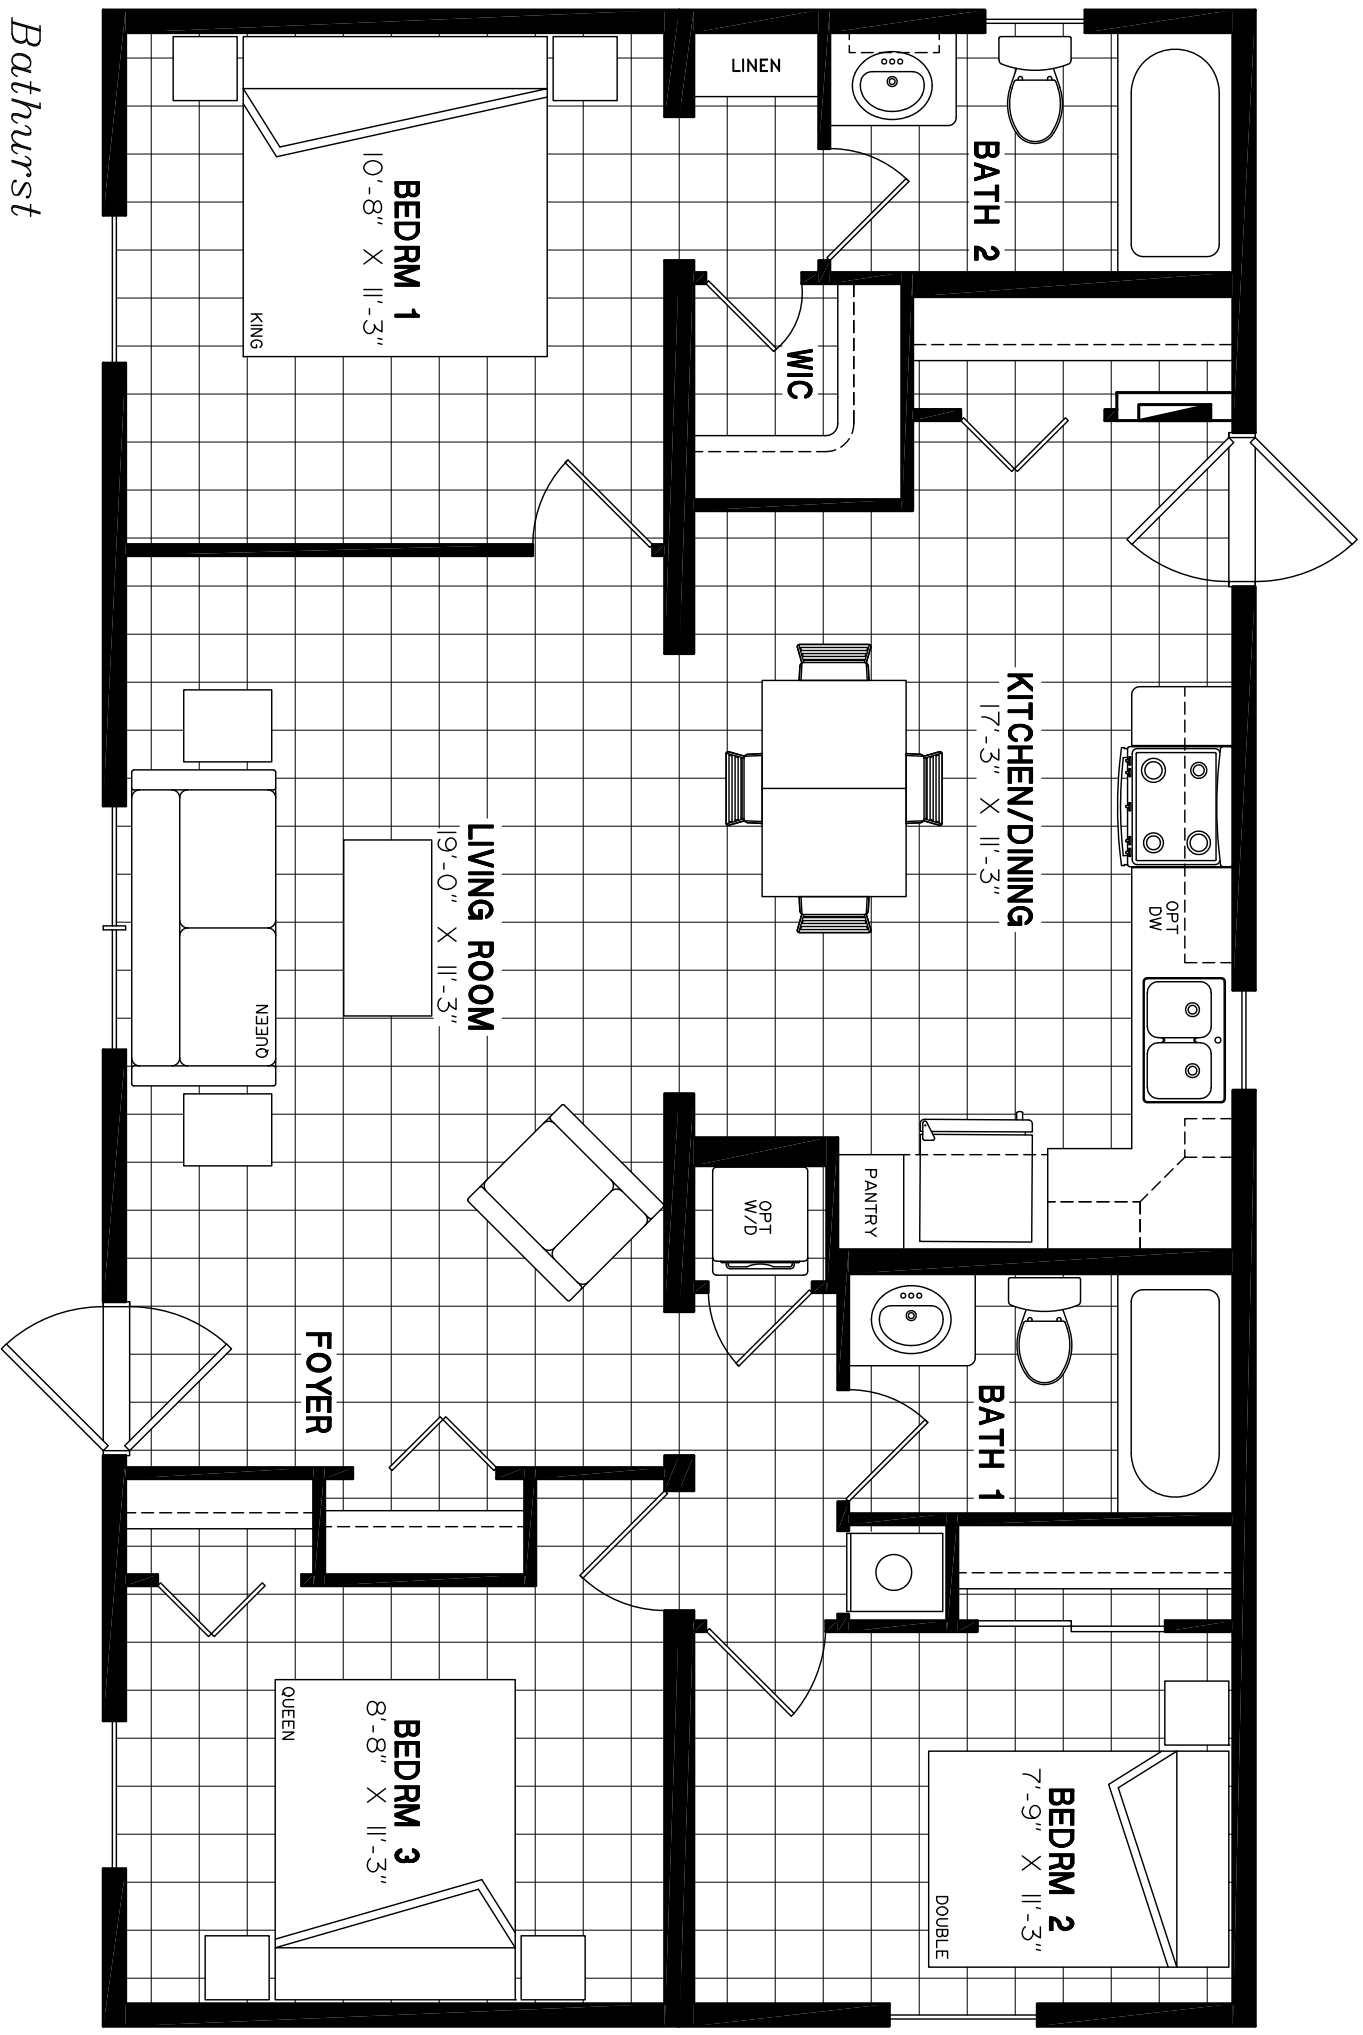 Bathurst
LINEN
BATH 2
BEDRM 1
10'-8" X 11'-3"
KING
WIC
KITCHEN/DINING
17'-3" X 11'-3"
OPT
DW
LIVING ROOM
19'-0" X 11'-3"
QUEEN
PANTRY
OPT
W/D
FOYER
BATH 1
BEDRM 3
8'-8" X 11'-3"
QUEEN
BEDRM 2
7'-9" X 11'-3"
DOUBLE